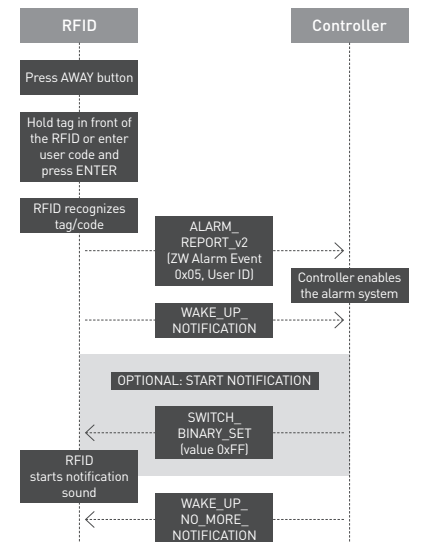 RFID
Controller
Press AWAY button
Hold tag in front of
the RFID or enter
user code and
press ENTER
RFID recognizes
tag/code
ALARM_
REPORT_v2
(ZW Alarm Event
0x05, User ID)
Controller enables
the alarm system
WAKE_UP_
NOTIFICATION
OPTIONAL: START NOTIFICATION
SWITCH_
BINARY_SET
(value 0xFF)
RFID
starts notification
sound
WAKE_UP_
NO_MORE_
NOTIFICATION